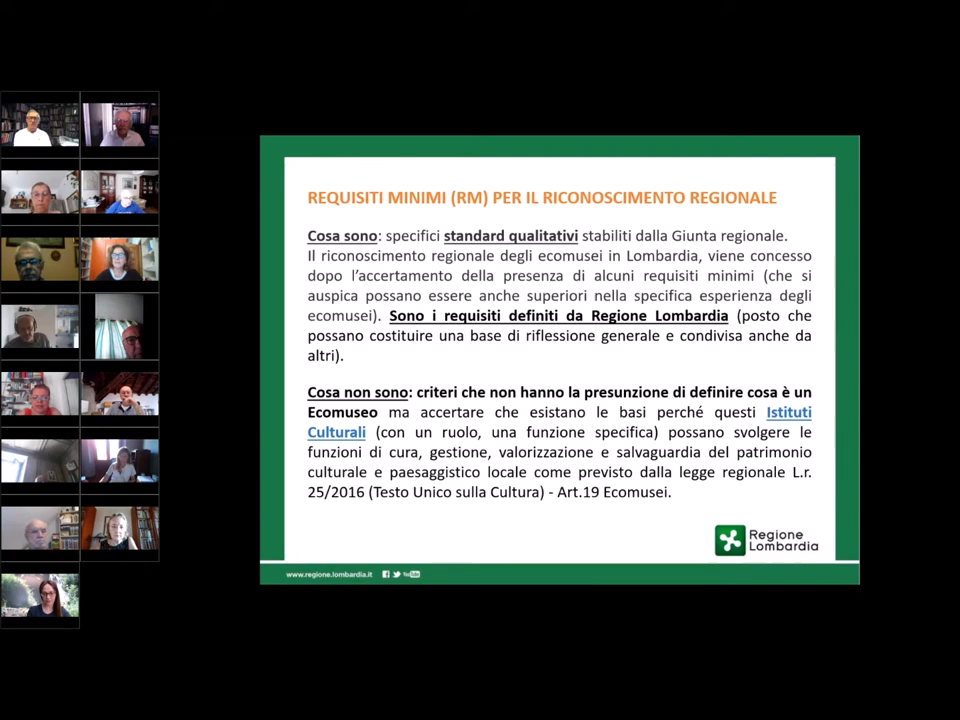 REQUISITI MINIMI (RM) PER IL RICONOSCIMENTO REGIONALE
Cosa sono: specifici standard qualitativi stabiliti dalla Giunta regionale.
Il riconoscimento regionale degli ecomusei in Lombardia, viene concesso
dopo l'accertamento della presenza di alcuni requisiti minimi (che si
auspica possano essere anche superiori nella specifica esperienza degli
ecomusei). Sono i requisiti definiti da Regione Lombardia (posto che
possano costituire una base di riflessione generale e condivisa anche da
altri).
Cosa non sono: criteri che non hanno la presunzione di definire cosa è un
Ecomuseo ma accertare che esistano le basi perché questi Istituti
Culturali (con un ruolo, una funzione specifica) possano svolgere le
funzioni di cura, gestione, valorizzazione e salvaguardia del patrimonio
culturale e paesaggistico locale come previsto dalla legge regionale L.r.
25/2016 (Testo Unico sulla Cultura) - Art.19 Ecomusei.
Regione
Lombardia
www.regione.lombardia.it
YouTube